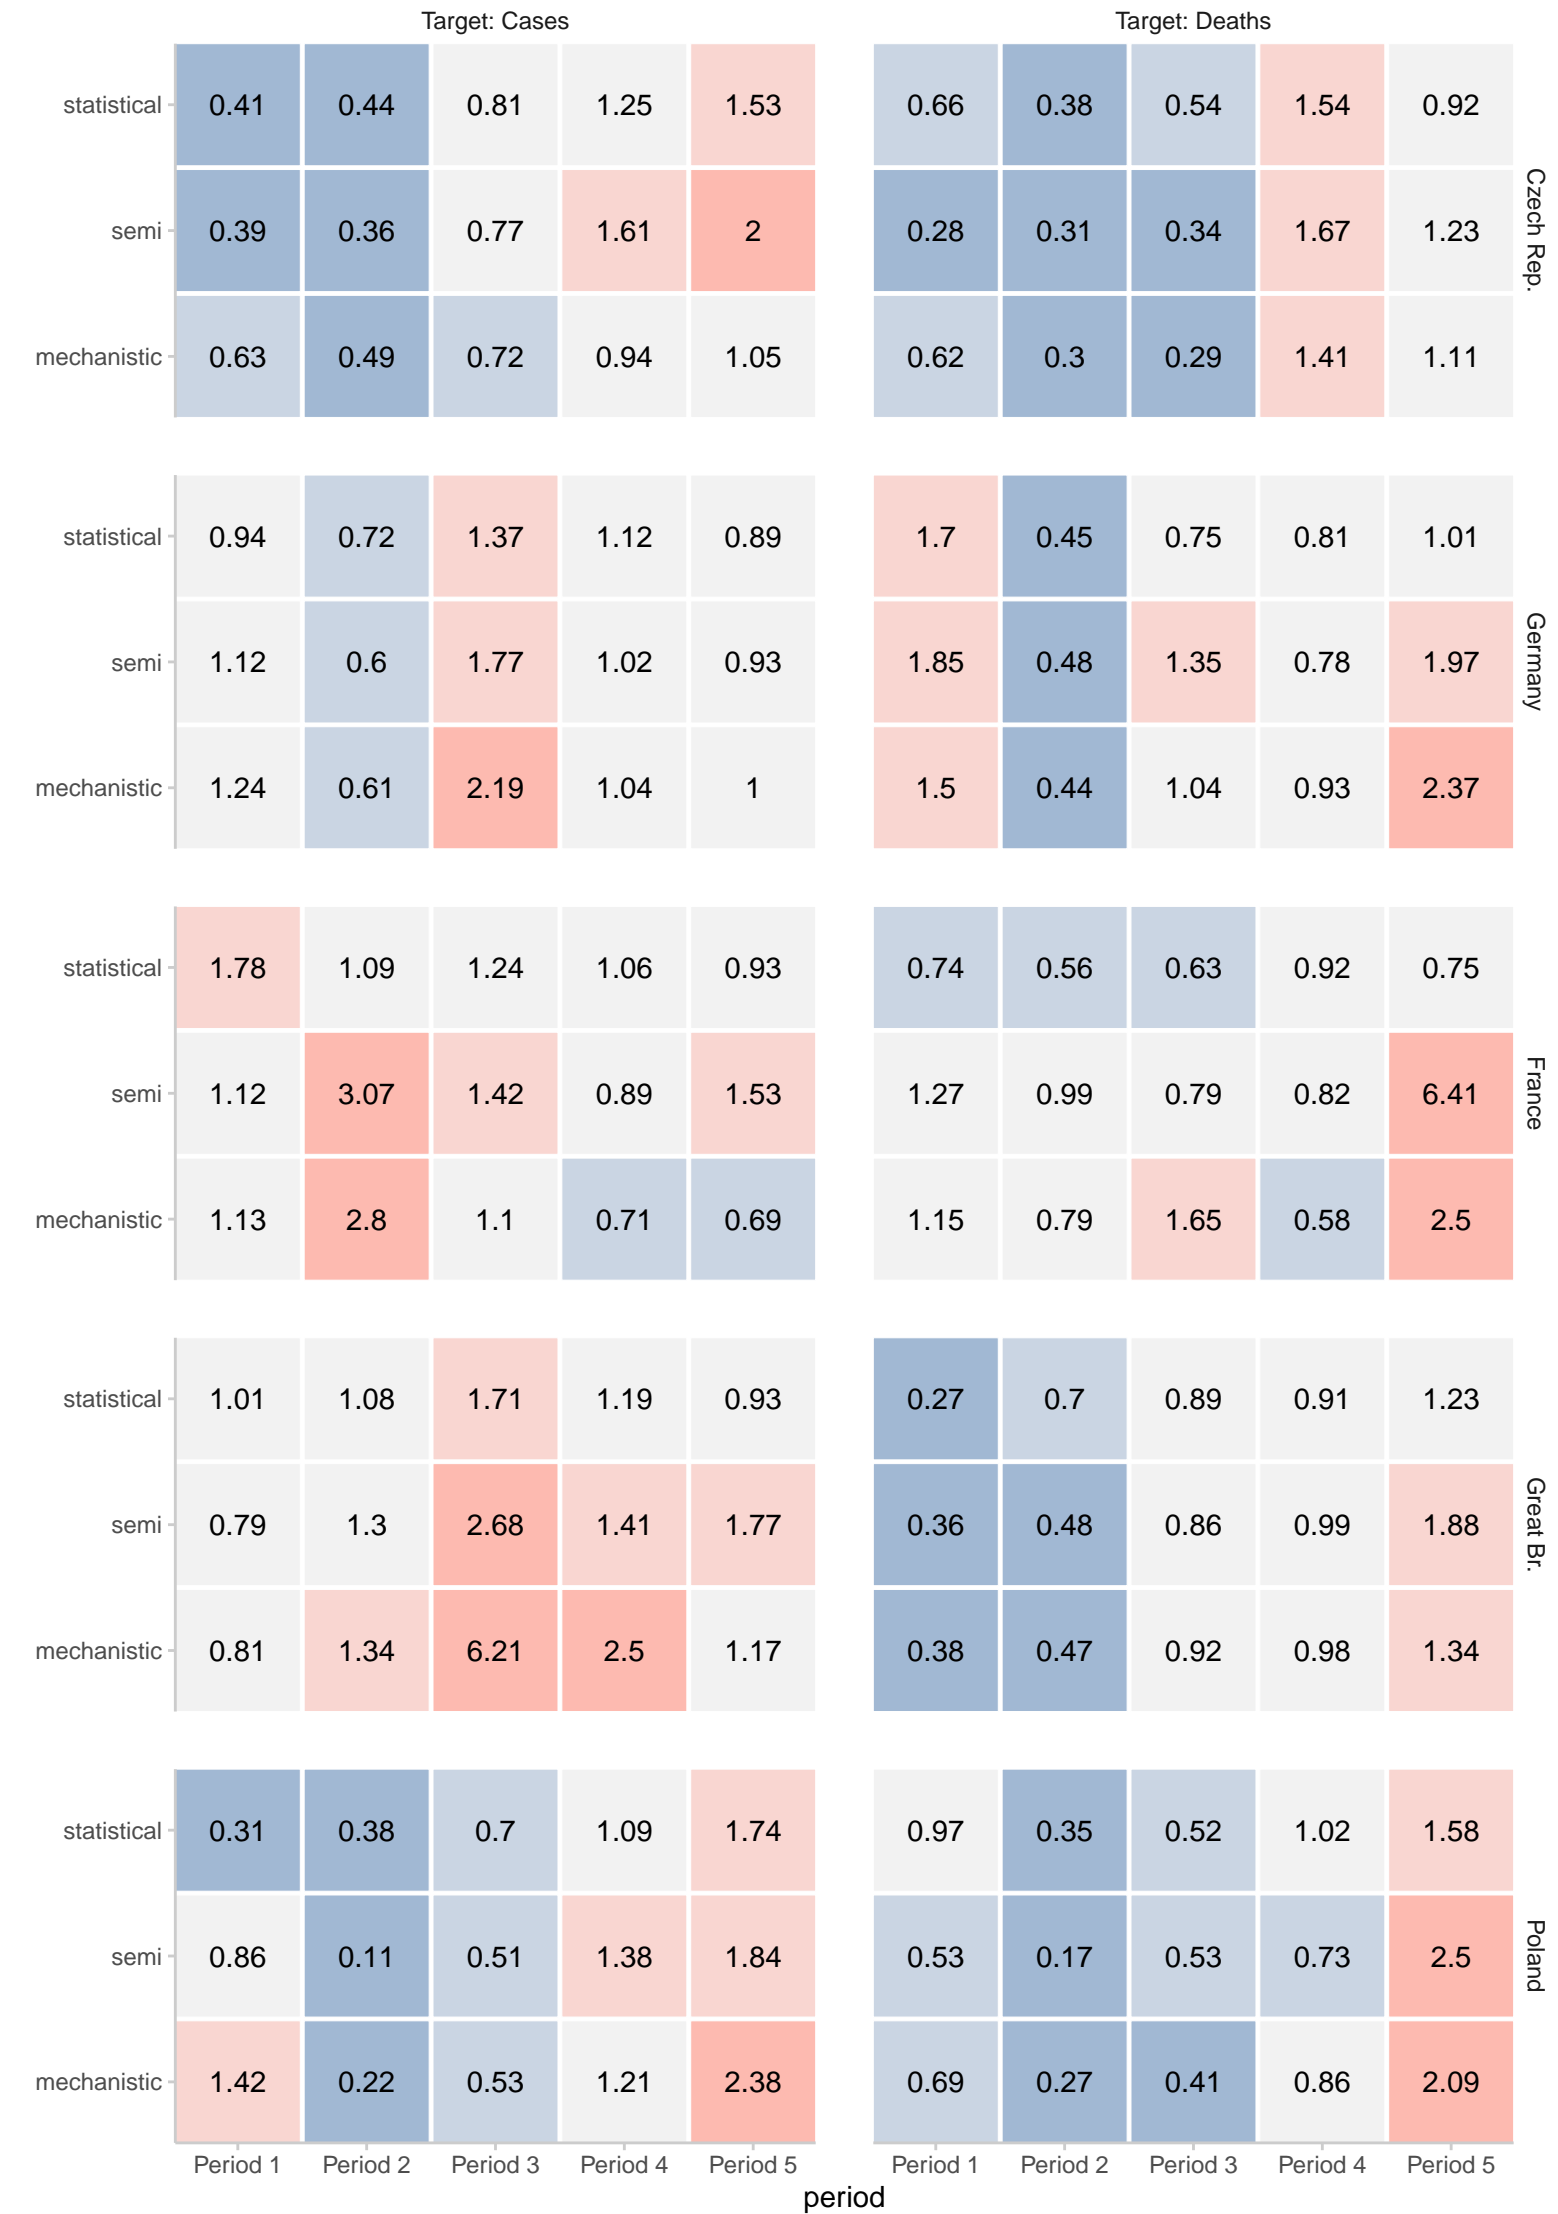 Target: Cases Target: Deaths
statistical 0.41 0.44 0.81 1.25 1.53 0.66 0.38 0.54 1.54 0.92
semi 0.39 0.36 0.77 1.61 2 0.28 0.31 0.34 1.67 1.23
mechanistic 0.63 0.49 0.72 0.94 1.05 0.62 0.3 0.29 1.41 1.11
Czech Rep.
statistical 0.94 0.72 1.37 1.12 0.89 1.7 0.45 0.75 0.81 1.01
semi 1.12 0.6 1.77 1.02 0.93 1.85 0.48 1.35 0.78 1.97
mechanistic 1.24 0.61 2.19 1.04 1 1.5 0.44 1.04 0.93 2.37
Germany
statistical 1.78 1.09 1.24 1.06 0.93 0.74 0.56 0.63 0.92 0.75
semi 1.12 3.07 1.42 0.89 1.53 1.27 0.99 0.79 0.82 6.41
mechanistic 1.13 2.8 1.1 0.71 0.69 1.15 0.79 1.65 0.58 2.5
France
statistical 1.01 1.08 1.71 1.19 0.93 0.27 0.7 0.89 0.91 1.23
semi 0.79 1.3 2.68 1.41 1.77 0.36 0.48 0.86 0.99 1.88
mechanistic 0.81 1.34 6.21 2.5 1.17 0.38 0.47 0.92 0.98 1.34
Great Br.
statistical 0.31 0.38 0.7 1.09 1.74 0.97 0.35 0.52 1.02 1.58
semi 0.86 0.11 0.51 1.38 1.84 0.53 0.17 0.53 0.73 2.5
mechanistic 1.42 0.22 0.53 1.21 2.38 0.69 0.27 0.41 0.86 2.09
Poland
Period 1 Period 2 Period 3 Period 4 Period 5 Period 1 Period 2 Period 3 Period 4 Period 5
period